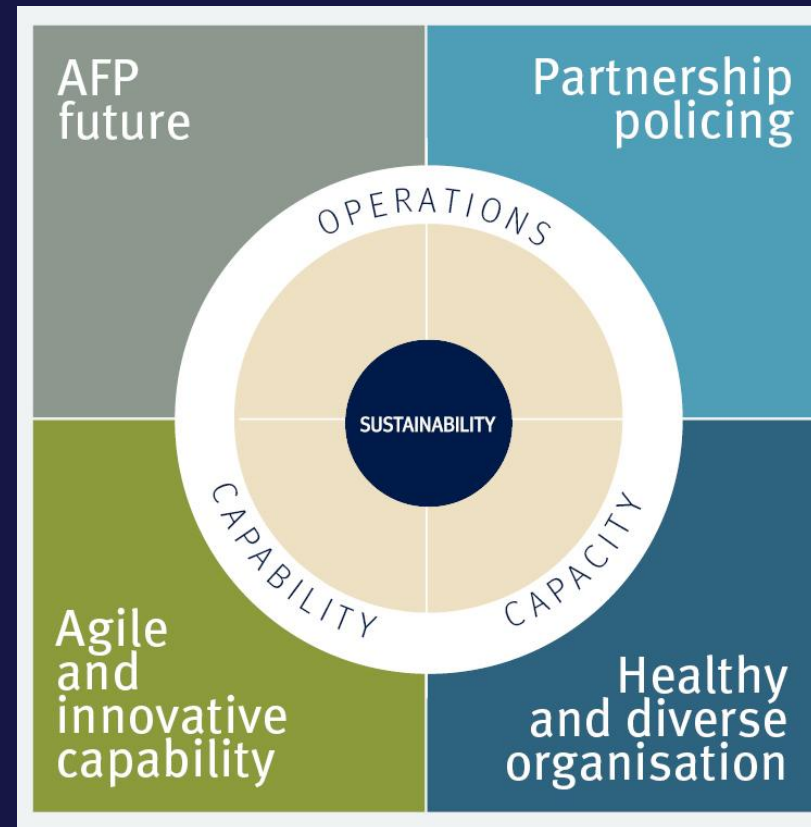 AFP
future
Partnership
policing
OPERATIONS
SUSTAINABILITY
CAPABILITY
CAPACITY
Agile
and
innovative
capability
Healthy
and diverse
organisation